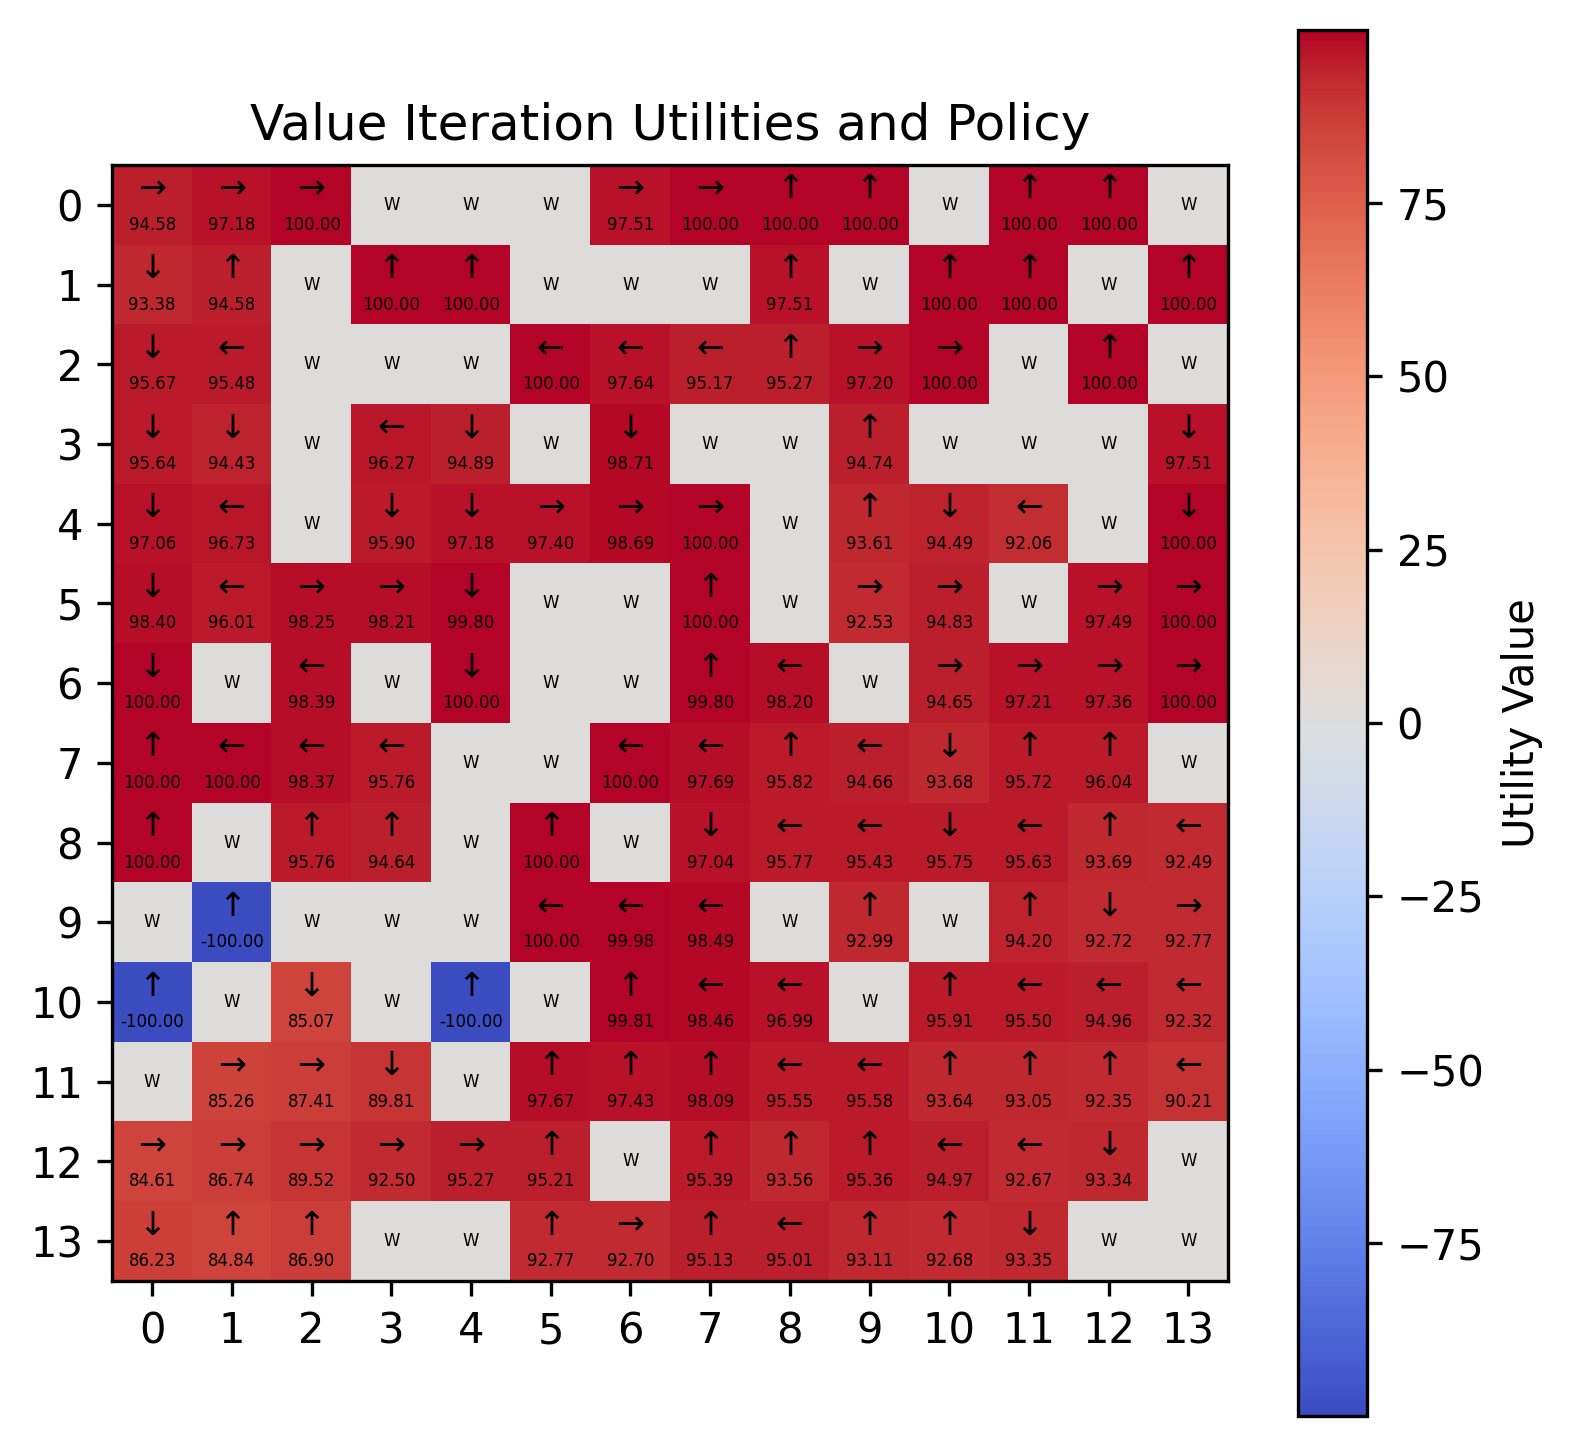 Value Iteration Utilities and Policy
0 → → → W W W → → ↑ ↑ W ↑ ↑ W
94.58 97.18 100.00 97.51 100.00 100.00 100.00 100.00 100.00
1 ↓ ↑ W ↑ ↑ W W W ↑ W ↑ ↑ W ↑
93.38 94.58 100.00 100.00 97.51 100.00 100.00 100.00
2 ↓ ← W W W ← ← ← ↑ → → W ↑ W
95.67 95.48 100.00 97.64 95.17 95.27 97.20 100.00 100.00
3 ↓ ↓ W ← ↓ W ↓ W W ↑ W W W ↓
95.64 94.43 96.27 94.89 98.71 94.74 97.51
4 ↓ ← W ↓ ↓ → → → W ↑ ↓ ← W ↓
97.06 96.73 95.90 97.18 97.40 98.69 100.00 93.61 94.49 92.06 100.00
5 ↓ ← → → ↓ W W ↑ W → → W → →
98.40 96.01 98.25 98.21 99.80 100.00 92.53 94.83 97.49 100.00
6 ↓ W ← W ↓ W W ↑ ← W → → → →
100.00 98.39 100.00 99.80 98.20 94.65 97.21 97.36 100.00
7 ↑ ← ← ← W W ← ← ↑ ← ↓ ↑ ↑ W
100.00 100.00 98.37 95.76 100.00 97.69 95.82 94.66 93.68 95.72 96.04
8 ↑ W ↑ ↑ W ↑ W ↓ ← ← ↓ ← ↑ ←
100.00 95.76 94.64 100.00 97.04 95.77 95.43 95.75 95.63 93.69 92.49
9 W ↑ W W W ← ← ← W ↑ W ↑ ↓ →
-100.00 100.00 99.98 98.49 92.99 94.20 92.72 92.77
10 ↑ W ↓ W ↑ W ↑ ← ← W ↑ ← ← ←
-100.00 85.07 -100.00 99.81 98.46 96.99 95.91 95.50 94.96 92.32
11 W → → ↓ W ↑ ↑ ↑ ← ← ↑ ↑ ↑ ←
85.26 87.41 89.81 97.67 97.43 98.09 95.55 95.58 93.64 93.05 92.35 90.21
12 → → → → → ↑ W ↑ ↑ ↑ ← ← ↓ W
84.61 86.74 89.52 92.50 95.27 95.21 95.39 93.56 95.36 94.97 92.67 93.34
13 ↓ ↑ ↑ W W ↑ → ↑ ← ↑ ↑ ↓ W W
86.23 84.84 86.90 92.77 92.70 95.13 95.01 93.11 92.68 93.35
0 1 2 3 4 5 6 7 8 9 10 11 12 13
75
50
25
0
−25
−50
−75
Utility Value